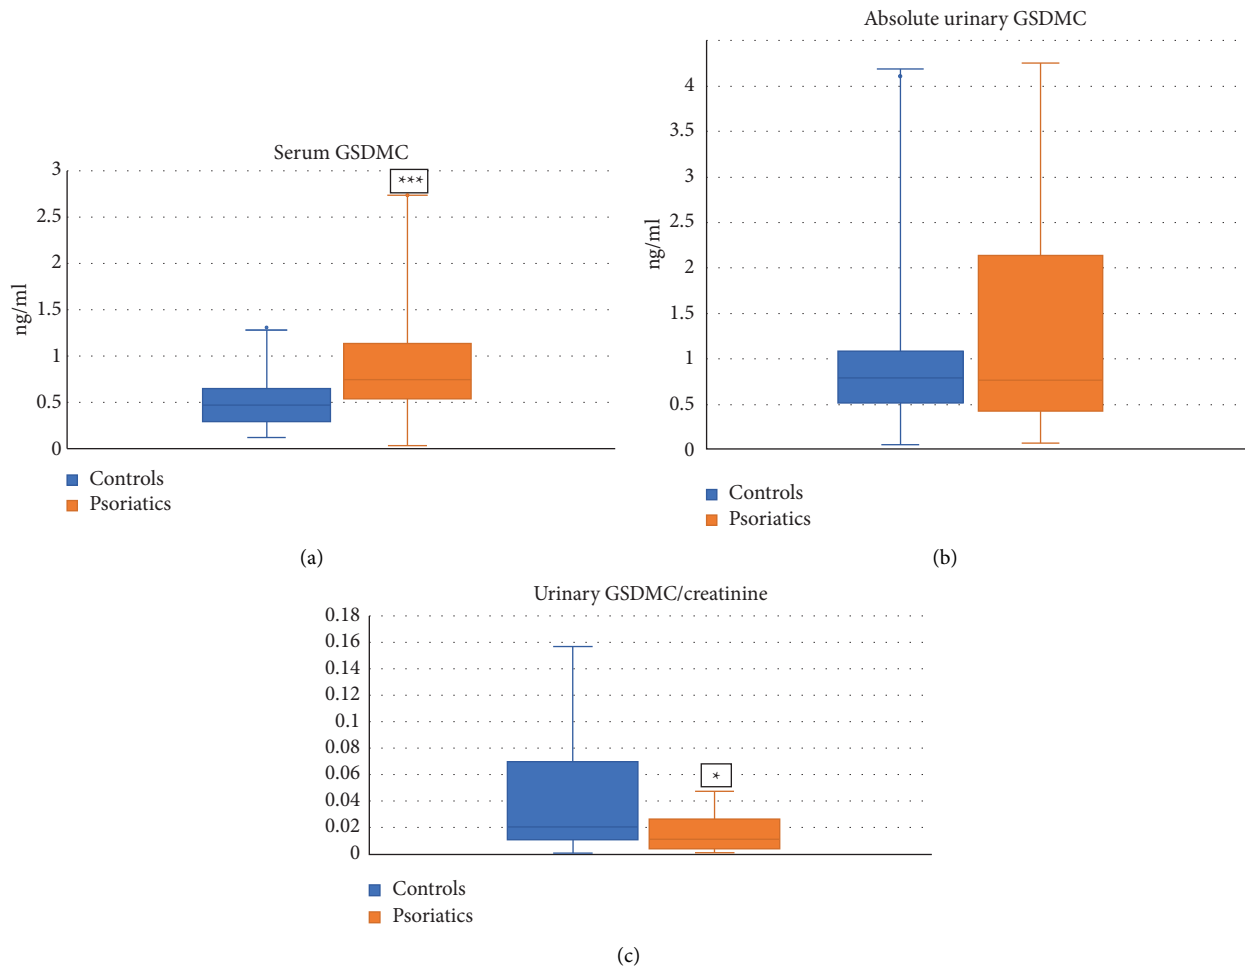 Serum GSDMC
3
2.5
2
1.5
1
0.5
0
ng/ml
***
Controls
Psoriatics
(a)
Absolute urinary GSDMC
4
3.5
3
2.5
2
1.5
1
0.5
0
ng/ml
Controls
Psoriatics
(b)
Urinary GSDMC/creatinine
0.18
0.16
0.14
0.12
0.1
0.08
0.06
0.04
0.02
0
*
Controls
Psoriatics
(c)